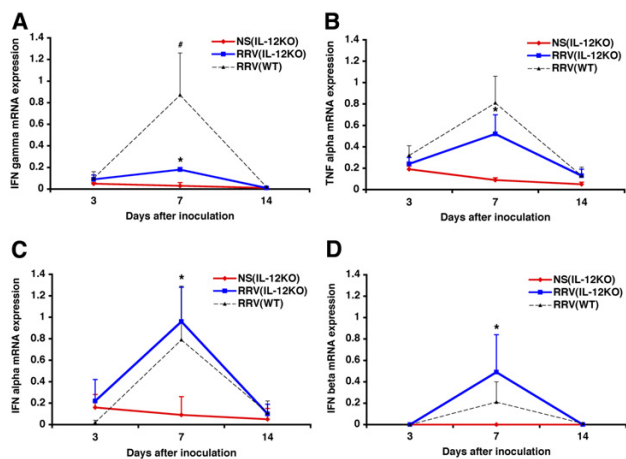 A
IFN gamma mRNA expression
1.4
1.2
1
0.8
0.6
0.4
0.2
0
#
*
NS(IL-12KO)
RRV(IL-12KO)
RRV(WT)
3
7
14
Days after inoculation
B
TNF alpha mRNA expression
1.4
1.2
1
0.8
0.6
0.4
0.2
0
*
NS(IL-12KO)
RRV(IL-12KO)
RRV(WT)
3
7
14
Days after inoculation
C
IFN alpha mRNA expression
1.4
1.2
1
0.8
0.6
0.4
0.2
0
*
NS(IL-12KO)
RRV(IL-12KO)
RRV(WT)
3
7
14
Days after inoculation
D
IFN beta mRNA expression
1.4
1.2
1
0.8
0.6
0.4
0.2
0
*
NS(IL-12KO)
RRV(IL-12KO)
RRV(WT)
3
7
14
Days after inoculation